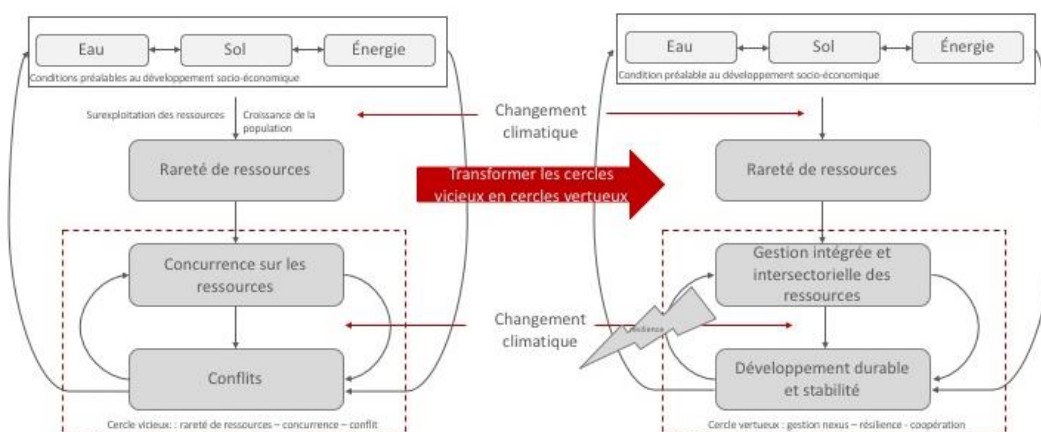 Eau
Sol
Énergie
Conditions préalables au développement socio-économique
Surexploitation des ressources
Croissance de la
population
Rareté de ressources
Concurrence sur les
ressources
Conflits
Cercle vicieux: : rareté de ressources – concurrence – conflit
Changement
climatique
Transformer les cercles
vicieux en cercles vertueux
Changement
climatique
Eau
Sol
Énergie
Condition préalable au développement socio-économique
Rareté de ressources
Gestion intégrée et
intersectorielle des
ressources
résilience
Développement durable
et stabilité
Cercle vertueux : gestion nexus – résilience - coopération